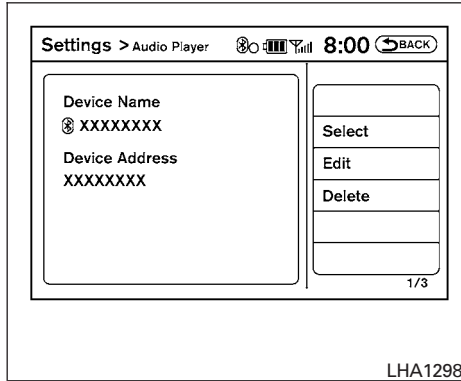 Settings > Audio Player 8:00 BACK
Device Name
XXXXXXXX
Device Address
XXXXXXXX
Select
Edit
Delete
1/3
LHA1298